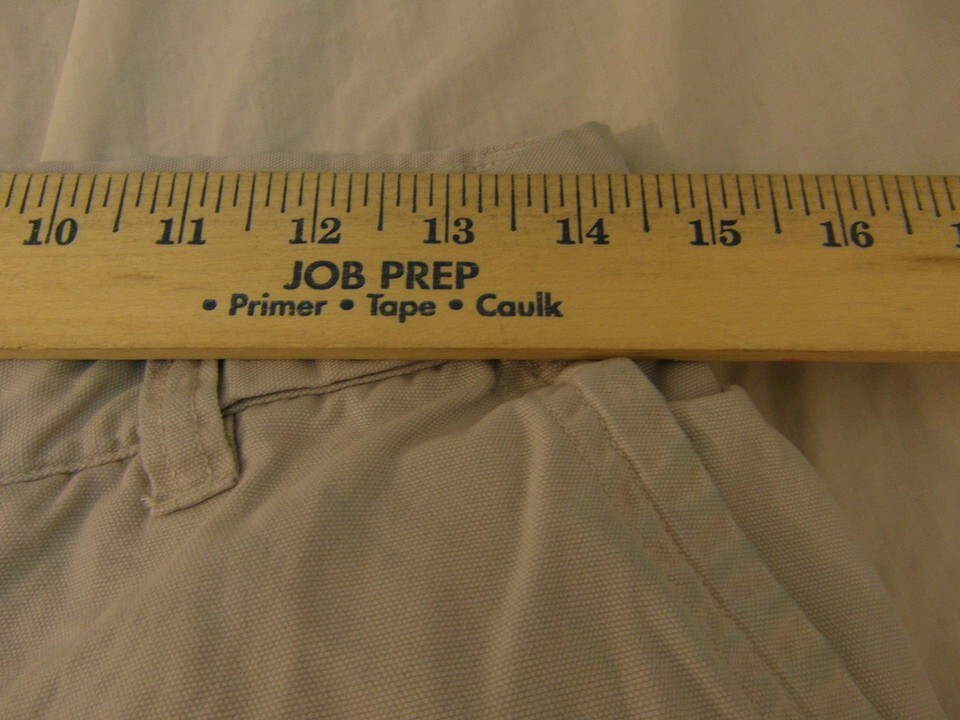 10 11 12 13 14 15 16
JOB PREP
• Primer • Tape • Caulk